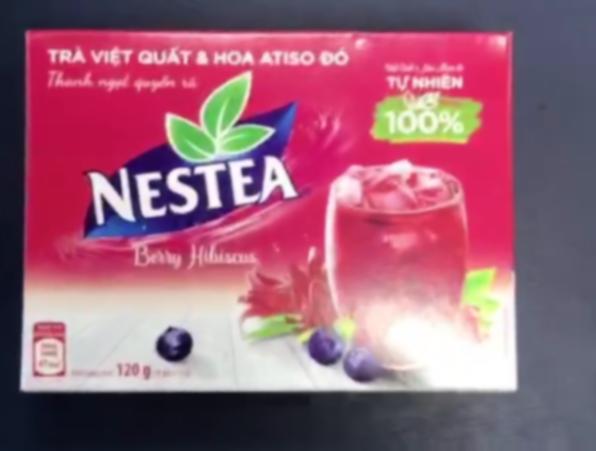 TRÀ VIỆT QUẤT & HOA ATISO ĐỎ
Thanh ngọt quyến rũ
TỰ NHIÊN
100%
NESTEA
Berry Hibiscus
120 g